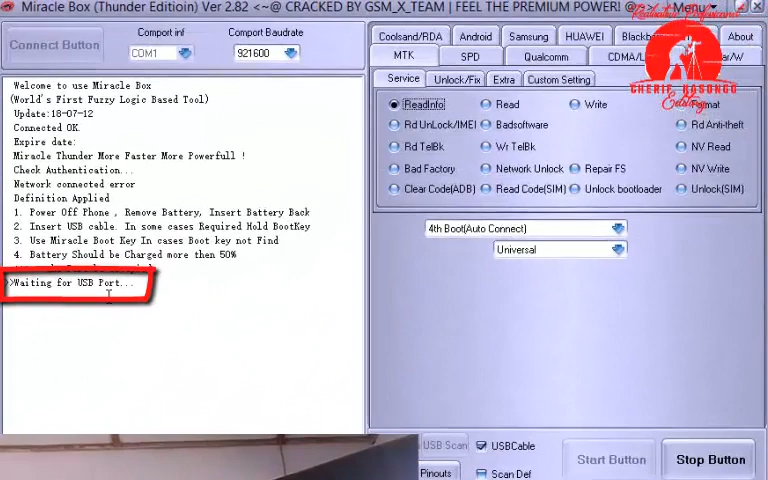 Miracle Box (Thunder Editioin) Ver 2.82 <~@ CRACKED BY GSM_X_TEAM | FEEL THE PREMIUM POWER! @
Menu
Connect Button
Comport inf
Comport Baudrate
COM1
921600
Welcome to use Miracle Box
(World's First Fuzzy Logic Based Tool)
Update:18-07-12
Connected OK.
Expire date:
Miracle Thunder More Faster More Powerfull !
Check Authentication...
Network connected error
Definition Applied
1. Power Off Phone , Remove Battery, Insert Battery Back
2. Insert USB cable. In some cases Required Hold BootKey
3. Use Miracle Boot Key In cases Boot key not Find
4. Battery Should be Charged more then 50%
>Waiting for USB Port...
Coolsand/RDA Android Samsung HUAWEI About
MTK SPD Qualcomm
Service Unlock/Fix Extra Custom Setting
CHERIF KASONGO
Editing
ReadInfo Read Write
Rd UnLock/IMEI Badsoftware Rd Anti-theft
Rd TelBk Wr TelBk NV Read
Bad Factory Network Unlock Repair FS NV Write
Clear Code(ADB) Read Code(SIM) Unlock bootloader Unlock(SIM)
4th Boot(Auto Connect)
Universal
USB Scan USBCable
Pinouts Scan Def
Start Button
Stop Button